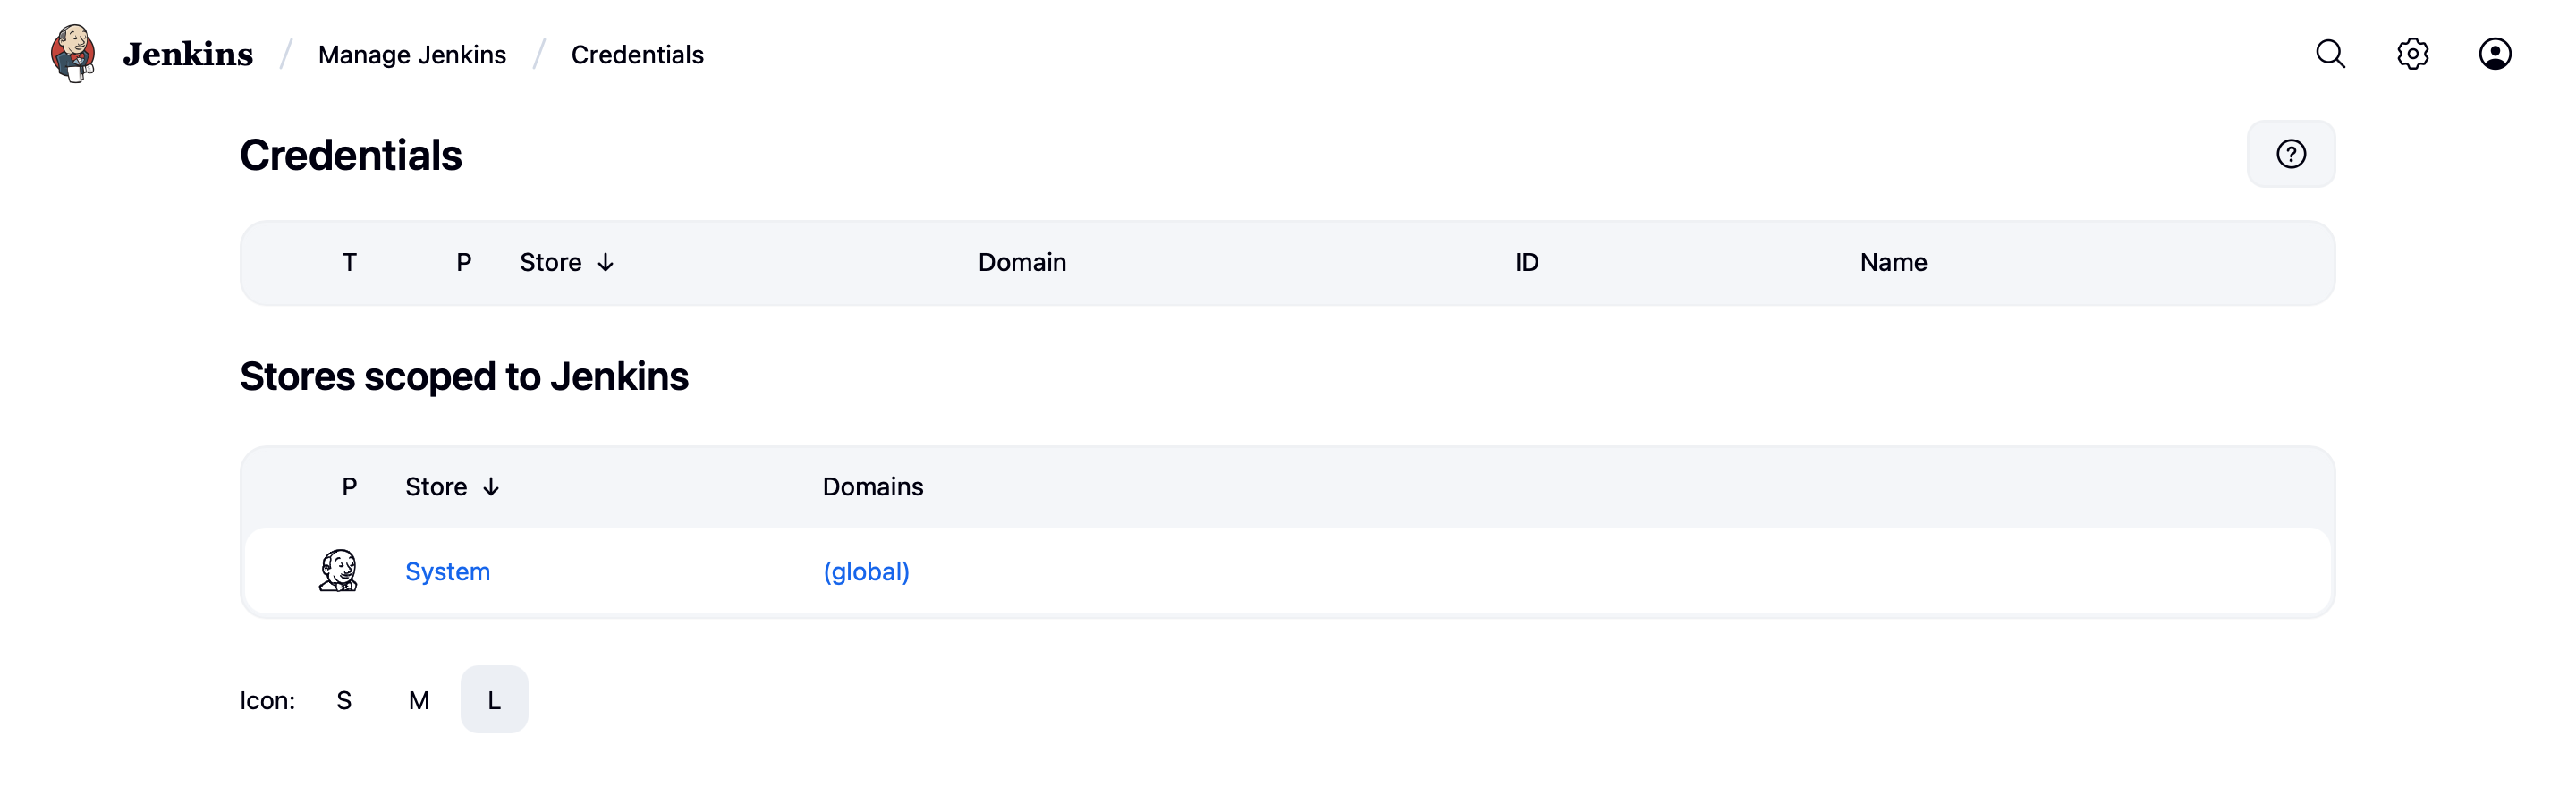 Jenkins / Manage Jenkins / Credentials
Credentials
T P Store ↓ Domain ID Name
Stores scoped to Jenkins
P Store ↓ Domains
System (global)
Icon: S M L